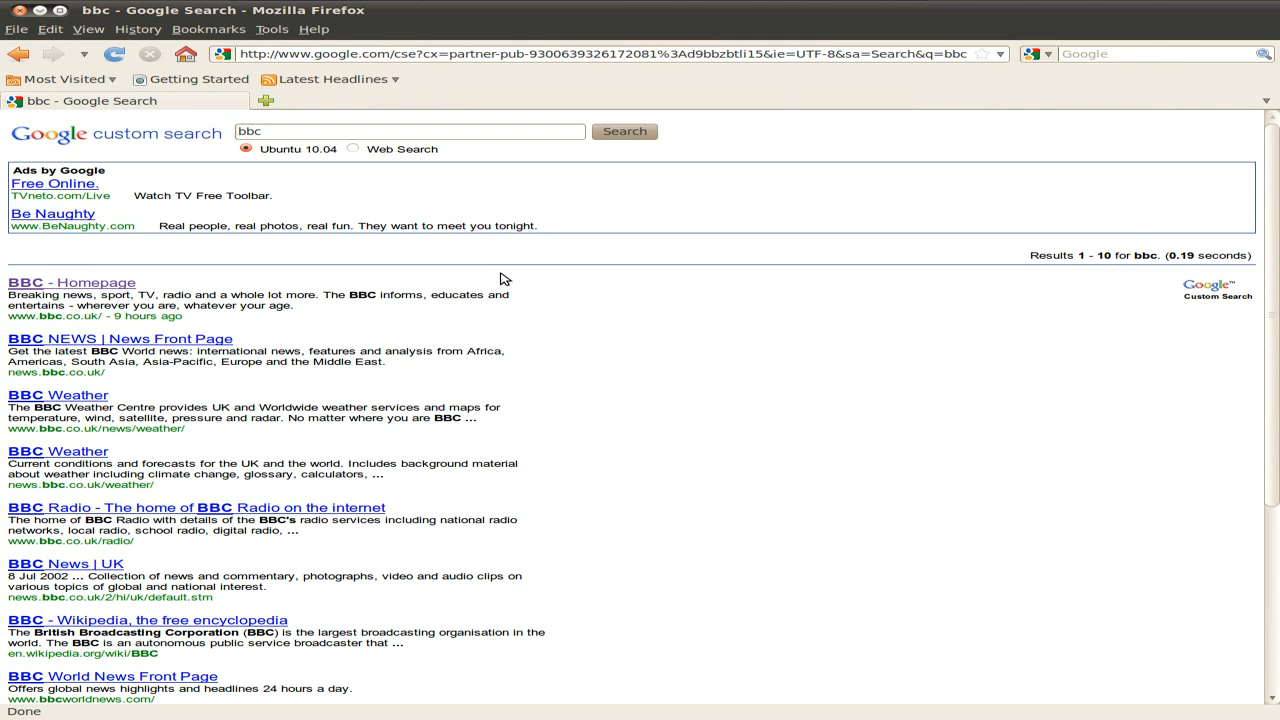 bbc - Google Search - Mozilla Firefox
File Edit View History Bookmarks Tools Help
http://www.google.com/cse?cx=partner-pub-9300639326172081%3Ad9bbzbtli15&ie=UTF-8&sa=Search&q=bbc
Google
Most Visited Getting Started Latest Headlines
bbc - Google Search
Google custom search bbc Search
Ubuntu 10.04 Web Search
Ads by Google
Free Online.
TVneto.com/Live Watch TV Free Toolbar.
Be Naughty
www.BeNaughty.com Real people, real photos, real fun. They want to meet you tonight.
Results 1 - 10 for bbc. (0.19 seconds)
BBC - Homepage
Breaking news, sport, TV, radio and a whole lot more. The BBC informs, educates and
entertains - wherever you are, whatever your age.
www.bbc.co.uk/ - 9 hours ago
Google™
Custom Search
BBC NEWS | News Front Page
Get the latest BBC World news: international news, features and analysis from Africa,
Americas, South Asia, Asia-Pacific, Europe and the Middle East.
news.bbc.co.uk/
BBC Weather
The BBC Weather Centre provides UK and Worldwide weather services and maps for
temperature, wind, satellite, pressure and radar. No matter where you are BBC ...
www.bbc.co.uk/news/weather/
BBC Weather
Current conditions and forecasts for the UK and the world. Includes background material
about weather including climate change, glossary, calculators, ...
news.bbc.co.uk/weather/
BBC Radio - The home of BBC Radio on the internet
The home of BBC Radio with details of the BBC's radio services including national radio
networks, local radio, school radio, digital radio, ...
www.bbc.co.uk/radio/
BBC News | UK
8 Jul 2002 ... Collection of news and commentary, photographs, video and audio clips on
various topics of global and national interest.
news.bbc.co.uk/2/hi/uk/default.stm
BBC - Wikipedia, the free encyclopedia
The British Broadcasting Corporation (BBC) is the largest broadcasting organisation in the
world. The BBC is an autonomous public service broadcaster that ...
en.wikipedia.org/wiki/BBC
BBC World News Front Page
Offers global news highlights and headlines 24 hours a day.
www.bbcworldnews.com/
Done